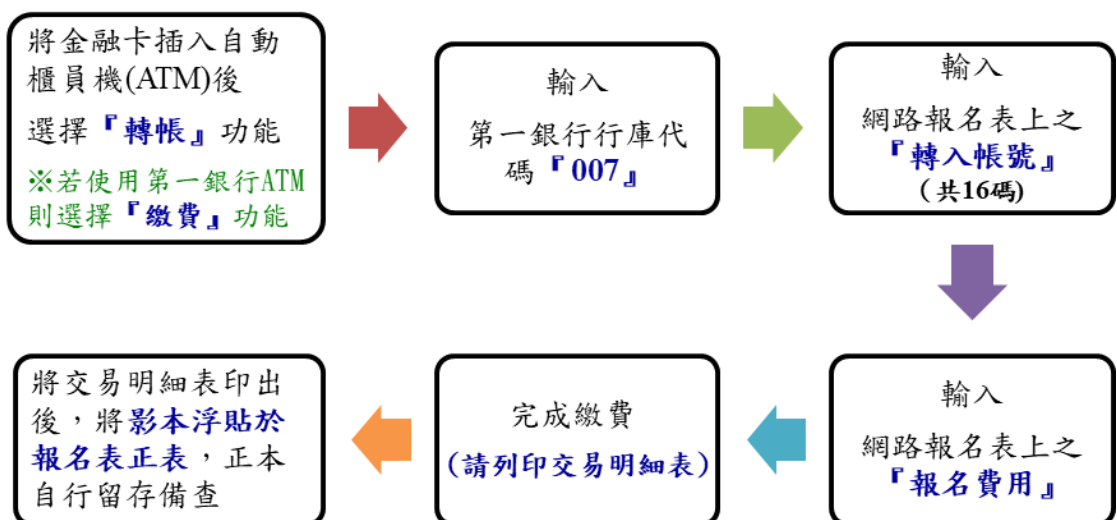 將金融卡插入自動
櫃員機(ATM)後
選擇『轉帳』功能
※若使用第一銀行ATM
則選擇『繳費』功能
輸入
第一銀行行庫代
碼『007』
輸入
網路報名表上之
『轉入帳號』
(共16碼)
輸入
網路報名表上之
『報名費用』
完成繳費
(請列印交易明細表)
將交易明細表印出
後，將影本浮貼於
報名表正表，正本
自行留存備查